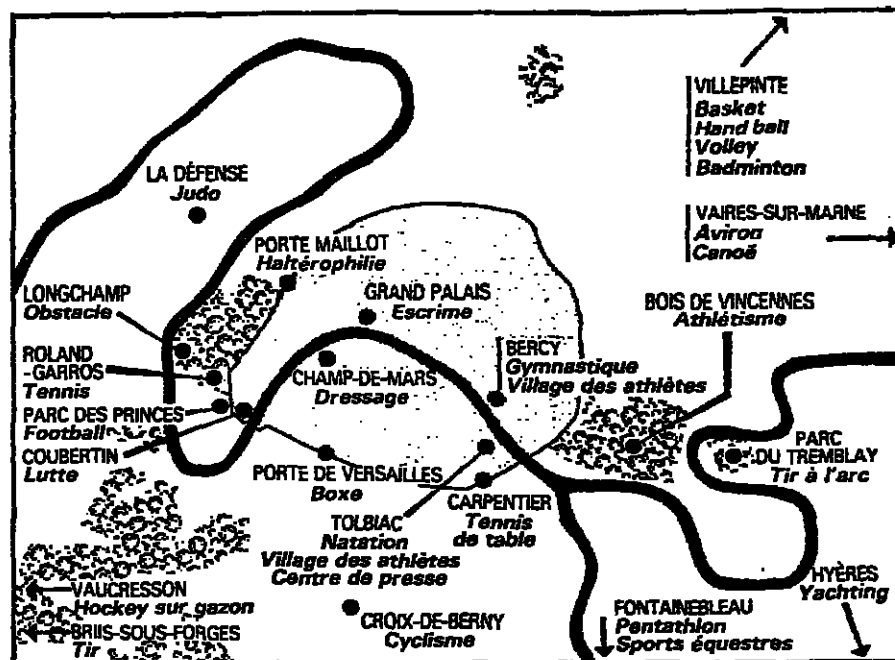 VILLEPINTE
Basket
Hand ball
Volley
Badminton
LA DÉFENSE
Judo
VAIRES-SUR-MARNE
Aviron
Canoë
PORTE MAILLOT
Haltérophilie
LONGCHAMP
Obstacle
GRAND PALAIS
Escrime
BOIS DE VINCENNES
Athlétisme
ROLAND
-GARROS
Tennis
BERCY
Gymnastique
Village des athlètes
CHAMP-DE-MARS
Dressage
PARC DES PRINCES
Football
COUBERTIN
Lutte
PORTE DE VERSAILLES
Boxe
PARC
DU TREMBLAY
Tir à l'arc
CARPENTIER
Tennis
de table
TOLBIAC
Natation
Village des athlètes
Centre de presse
VAUCRESSON
Hockey sur gazon
BRIIS-SOUS-FORGES
Tir
CROIX-DE-BERNY
Cyclisme
FONTAINEBLEAU
Pentathlon
Sports équestres
HYÈRES
Yachting